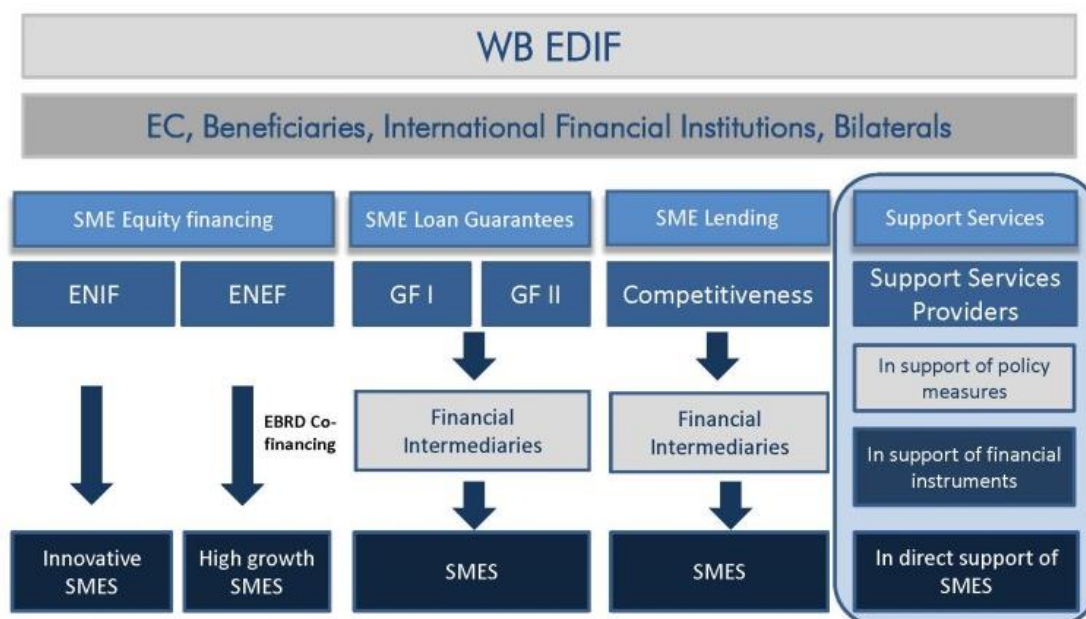 WB EDIF
EC, Beneficiaries, International Financial Institutions, Bilaterals
SME Equity financing
SME Loan Guarantees
SME Lending
Support Services
ENIF
ENEF
GF I
GF II
Competitiveness
Support Services
Providers
In support of policy
measures
EBRD Co-
financing
Financial
Intermediaries
Financial
Intermediaries
In support of financial
instruments
Innovative
SMES
High growth
SMES
SMES
SMES
In direct support of
SMES